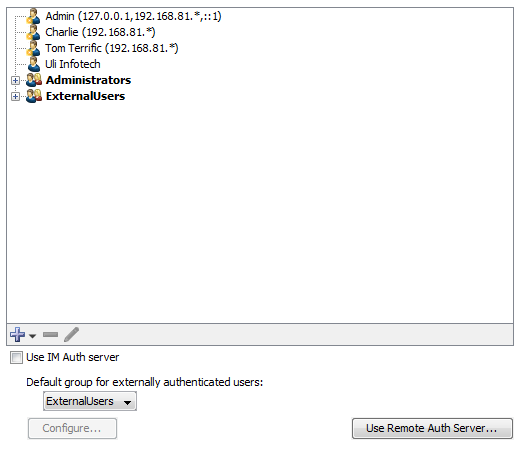 Admin (127.0.0.1,192.168.81.*,::1)
Charlie (192.168.81.*)
Tom Terrific (192.168.81.*)
Uli Infotech
Administrators
ExternalUsers
Use IM Auth server
Default group for externally authenticated users:
ExternalUsers
Configure...
Use Remote Auth Server...